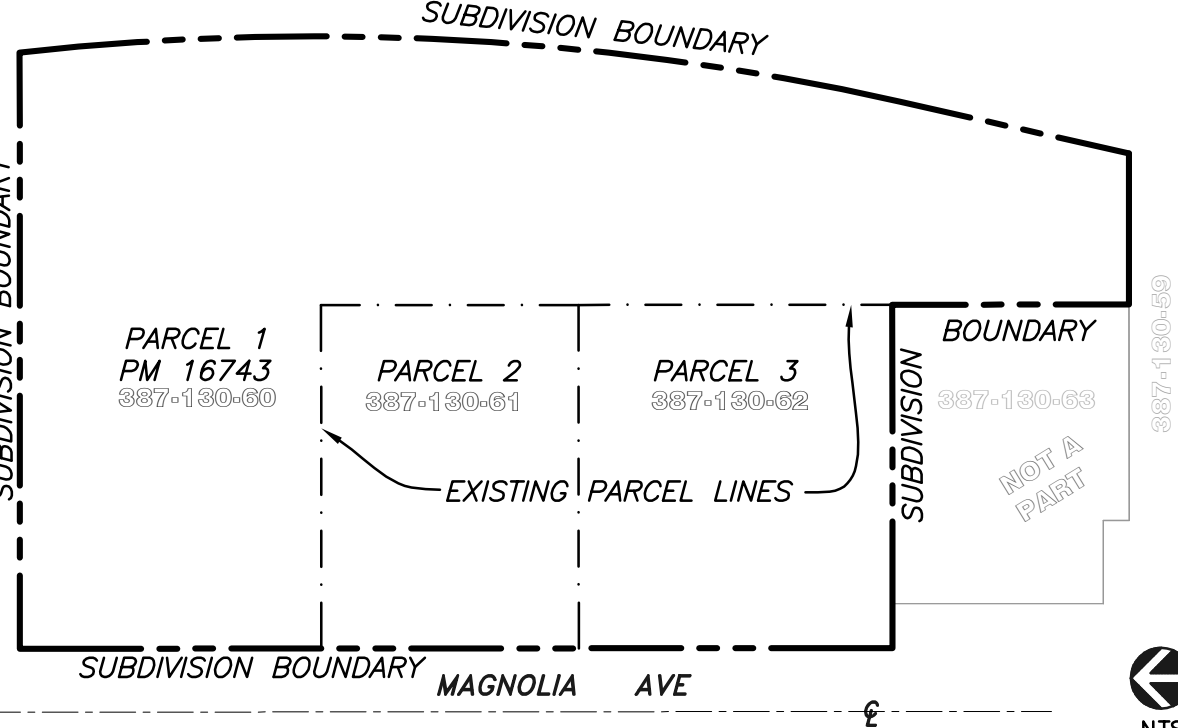 SUBDIVISION BOUNDARY
SUBDIVISION BOUNDARY
PARCEL 1
PM 16743
387-130-60
PARCEL 2
387-130-61
PARCEL 3
387-130-62
BOUNDARY
SUBDIVISION
387-130-63
387-130-59
NOT A
PART
EXISTING PARCEL LINES
SUBDIVISION BOUNDARY
MAGNOLIA AVE
℄
NTS